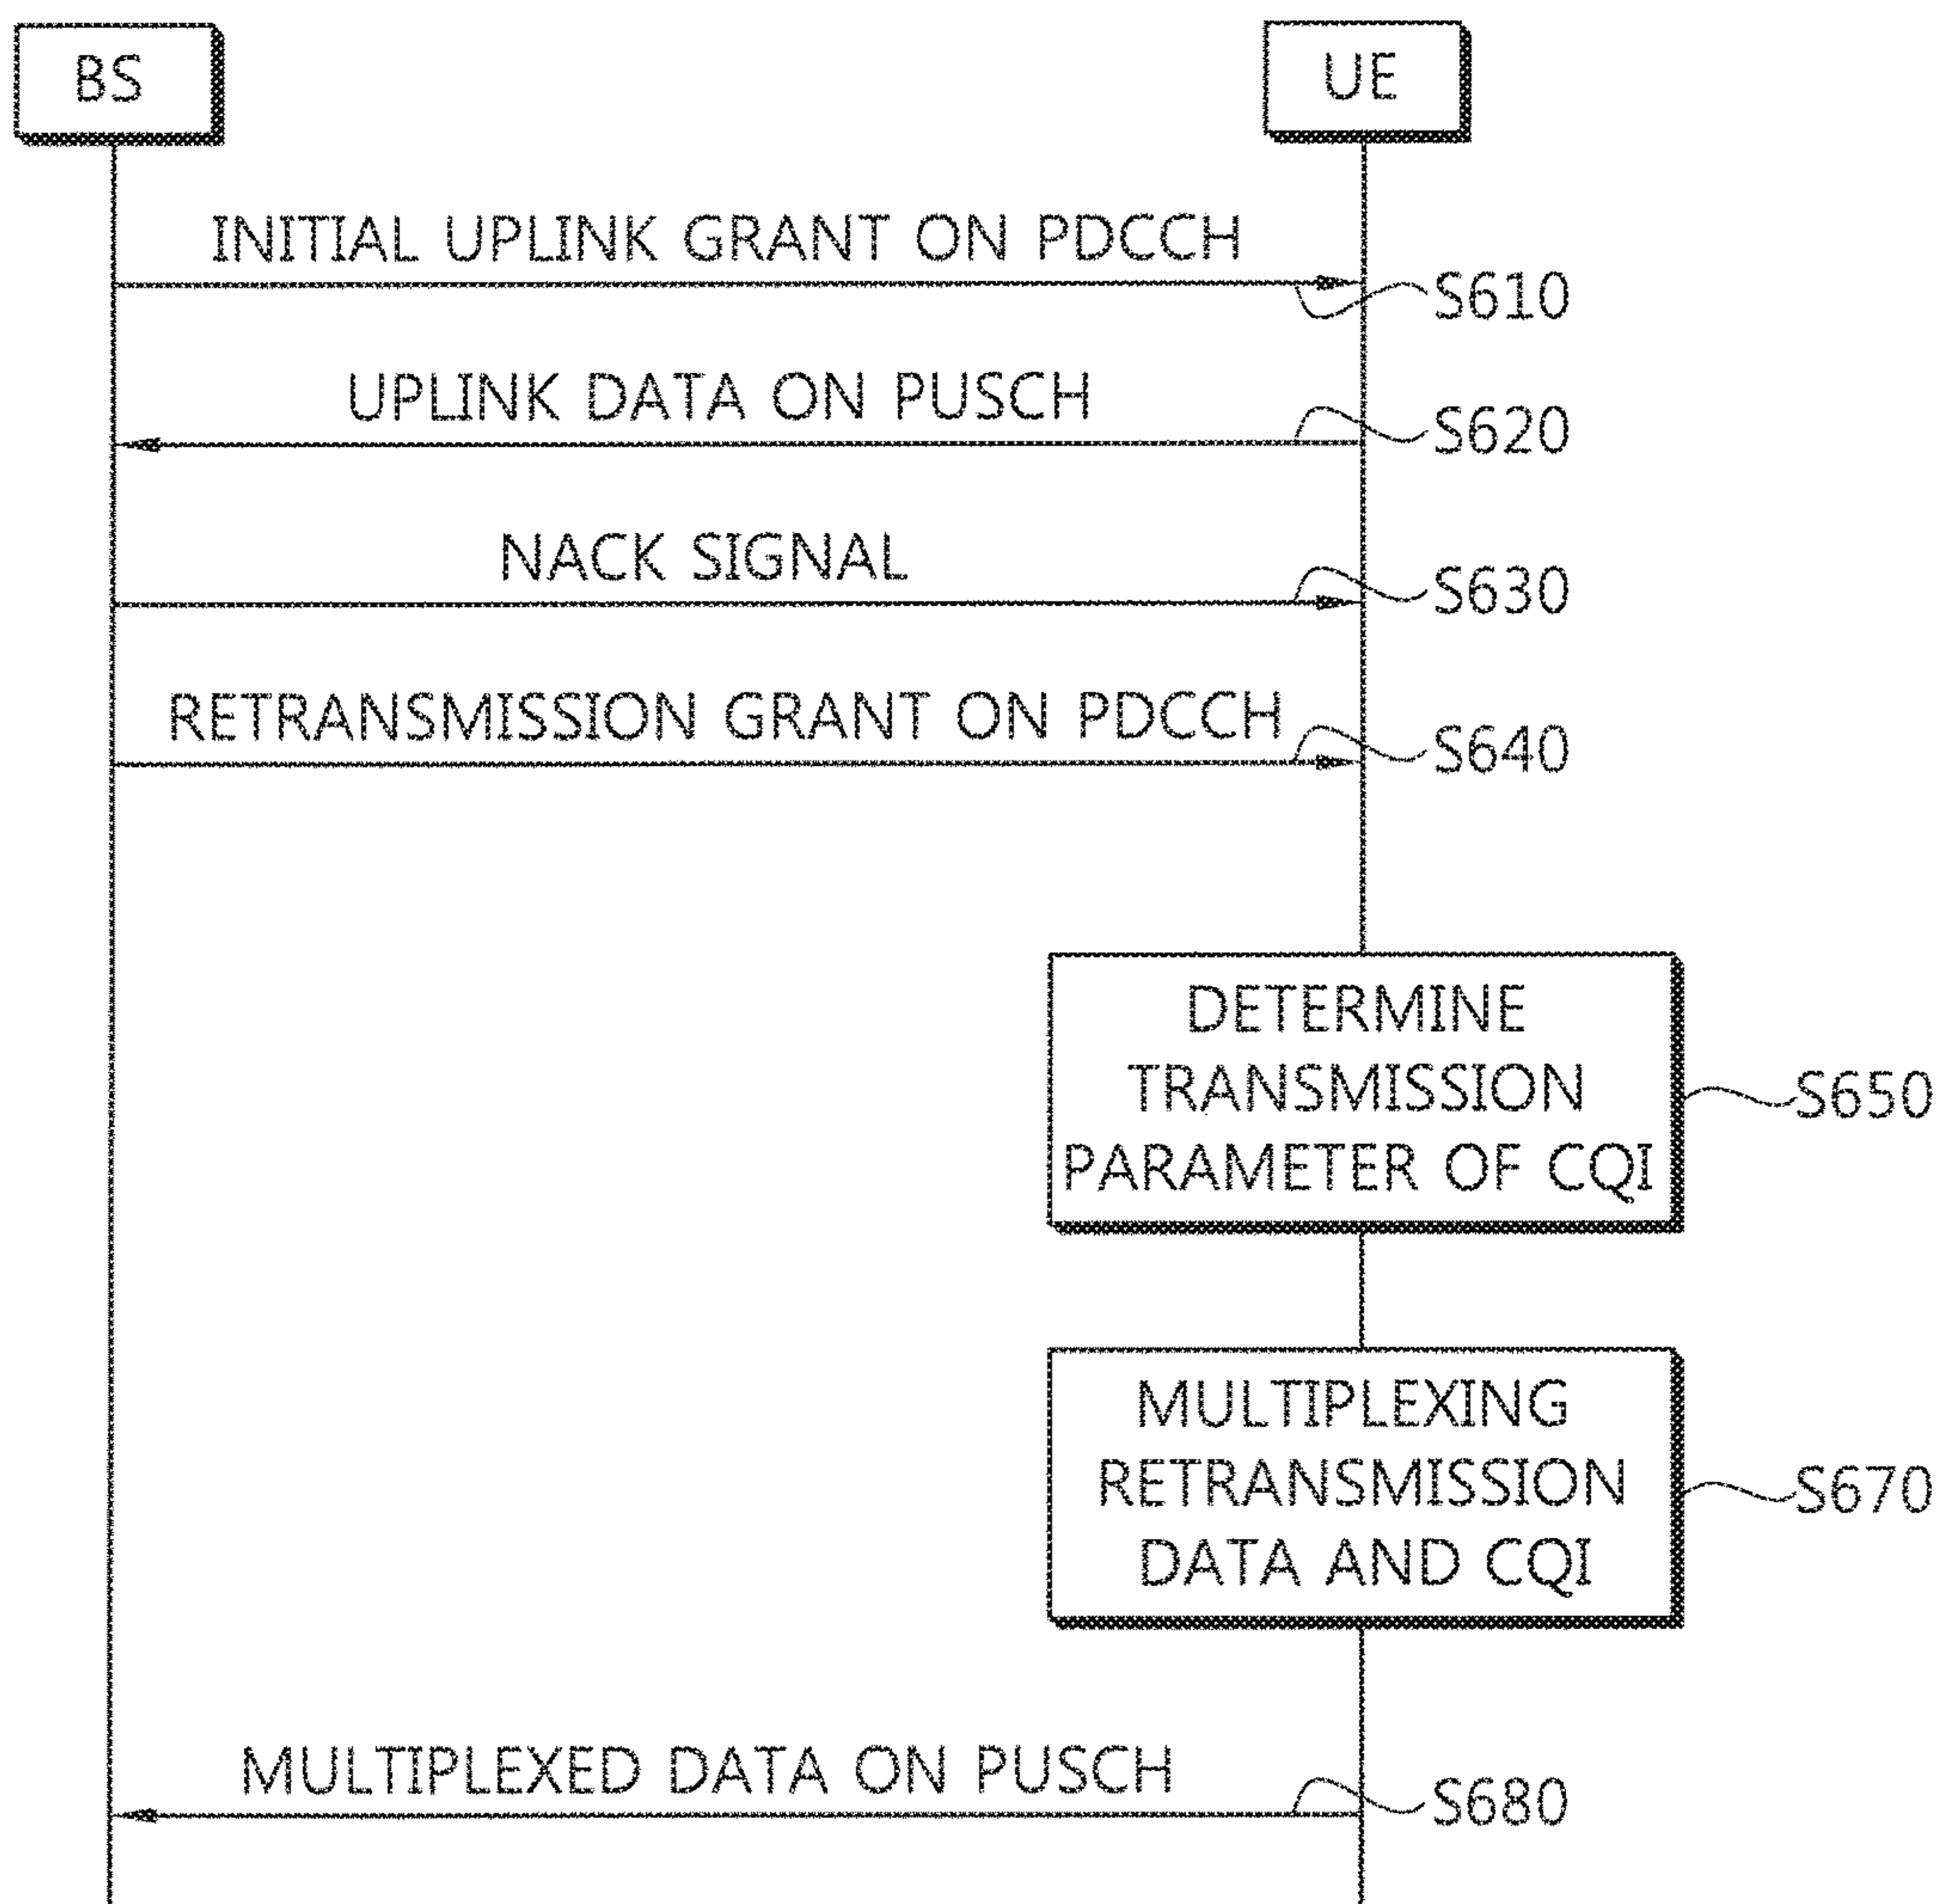 BS
UE
INITIAL UPLINK GRANT ON PDCCH
S610
UPLINK DATA ON PUSCH
S620
NACK SIGNAL
S630
RETRANSMISSION GRANT ON PDCCH
S640
DETERMINE
TRANSMISSION
PARAMETER OF CQI
S650
MULTIPLEXING
RETRANSMISSION
DATA AND CQI
S670
MULTIPLEXED DATA ON PUSCH
S680